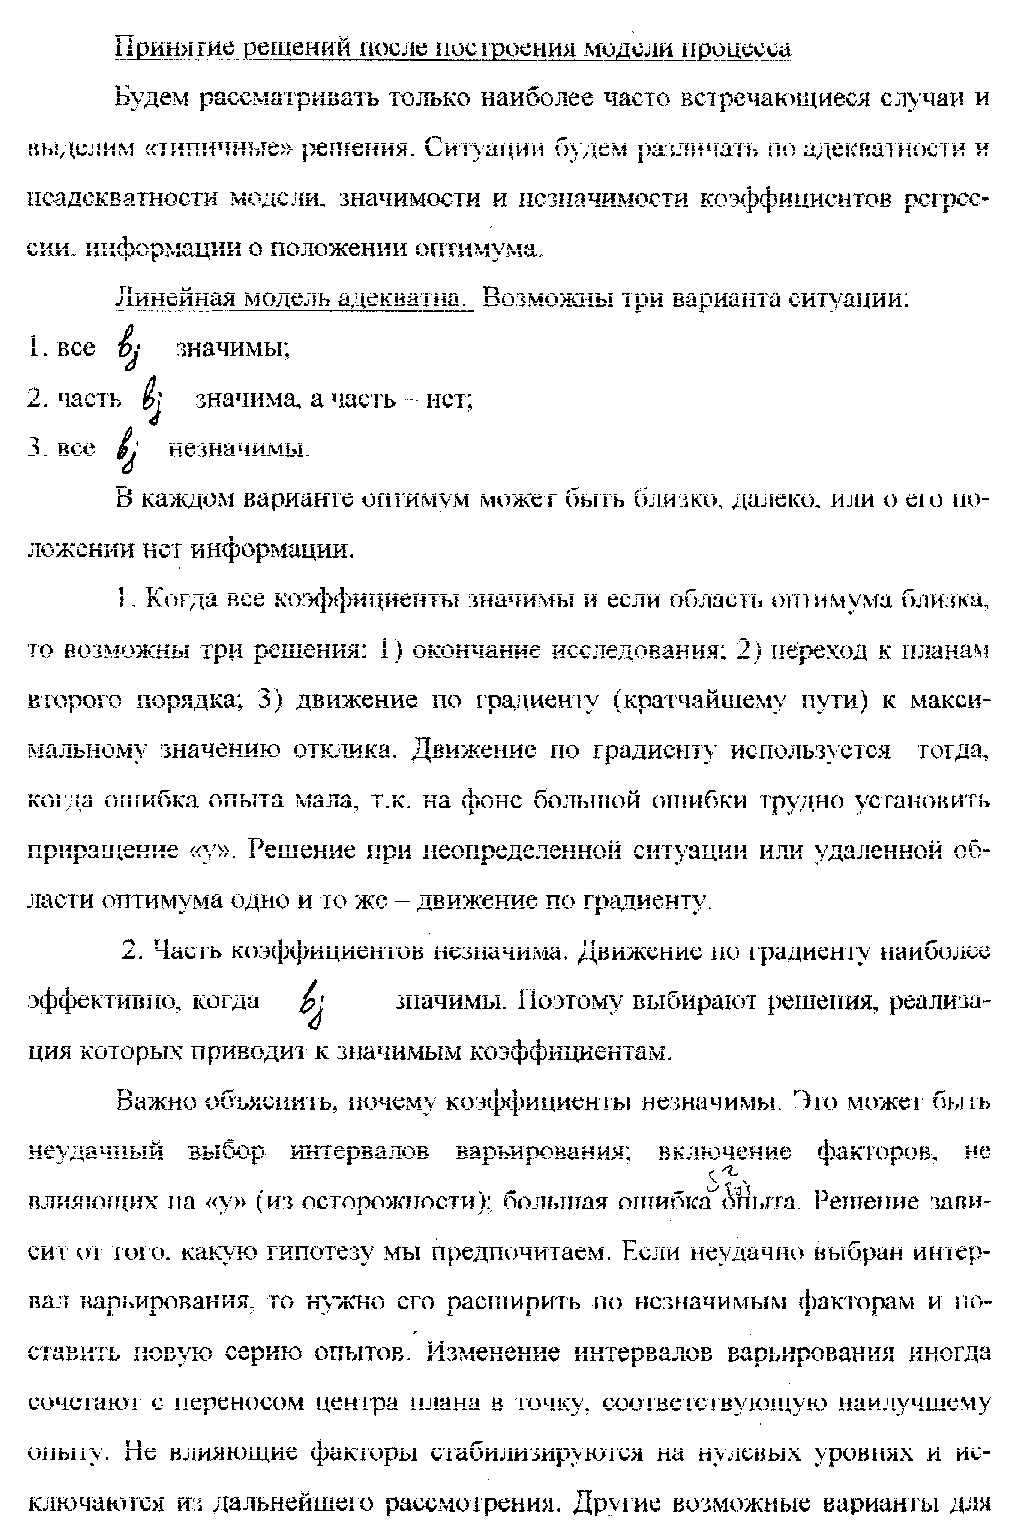 Принятие решений после построения модели процесса
Будем рассматривать только наиболее часто встречающиеся случаи и
выделим «типичные» решения. Ситуации будем различать по адекватности и
неадекватности модели, значимости и незначимости коэффициентов регрес-
сии, информации о положении оптимума.
Линейная модель адекватна. Возможны три варианта ситуации:
1. все bj значимы;
2. часть bj значима, а часть – нет;
3. все bj незначимы.
В каждом варианте оптимум может быть близко, далеко, или о его по-
ложении нет информации.
1. Когда все коэффициенты значимы и если область оптимума близка,
то возможны три решения: 1) окончание исследования; 2) переход к планам
второго порядка; 3) движение по градиенту (кратчайшему пути) к макси-
мальному значению отклика. Движение по градиенту используется тогда,
когда ошибка опыта мала, т.к. на фоне большой ошибки трудно установить
приращение «у». Решение при неопределенной ситуации или удаленной об-
ласти оптимума одно и то же – движение по градиенту.
2. Часть коэффициентов незначима. Движение по градиенту наиболее
эффективно, когда bj значимы. Поэтому выбирают решения, реализа-
ция которых приводит к значимым коэффициентам.
Важно объяснить, почему коэффициенты незначимы. Это может быть
неудачный выбор интервалов варьирования; включение факторов, не
влияющих на «у» (из осторожности); большая ошибка опыта. Решение зави-
сит от того, какую гипотезу мы предпочитаем. Если неудачно выбран интер-
вал варьирования, то нужно его расширить по незначимым факторам и по-
ставить новую серию опытов. Изменение интервалов варьирования иногда
сочетают с переносом центра плана в точку, соответствующую наилучшему
опыту. Не влияющие факторы стабилизируются на нулевых уровнях и ис-
ключаются из дальнейшего рассмотрения. Другие возможные варианты для